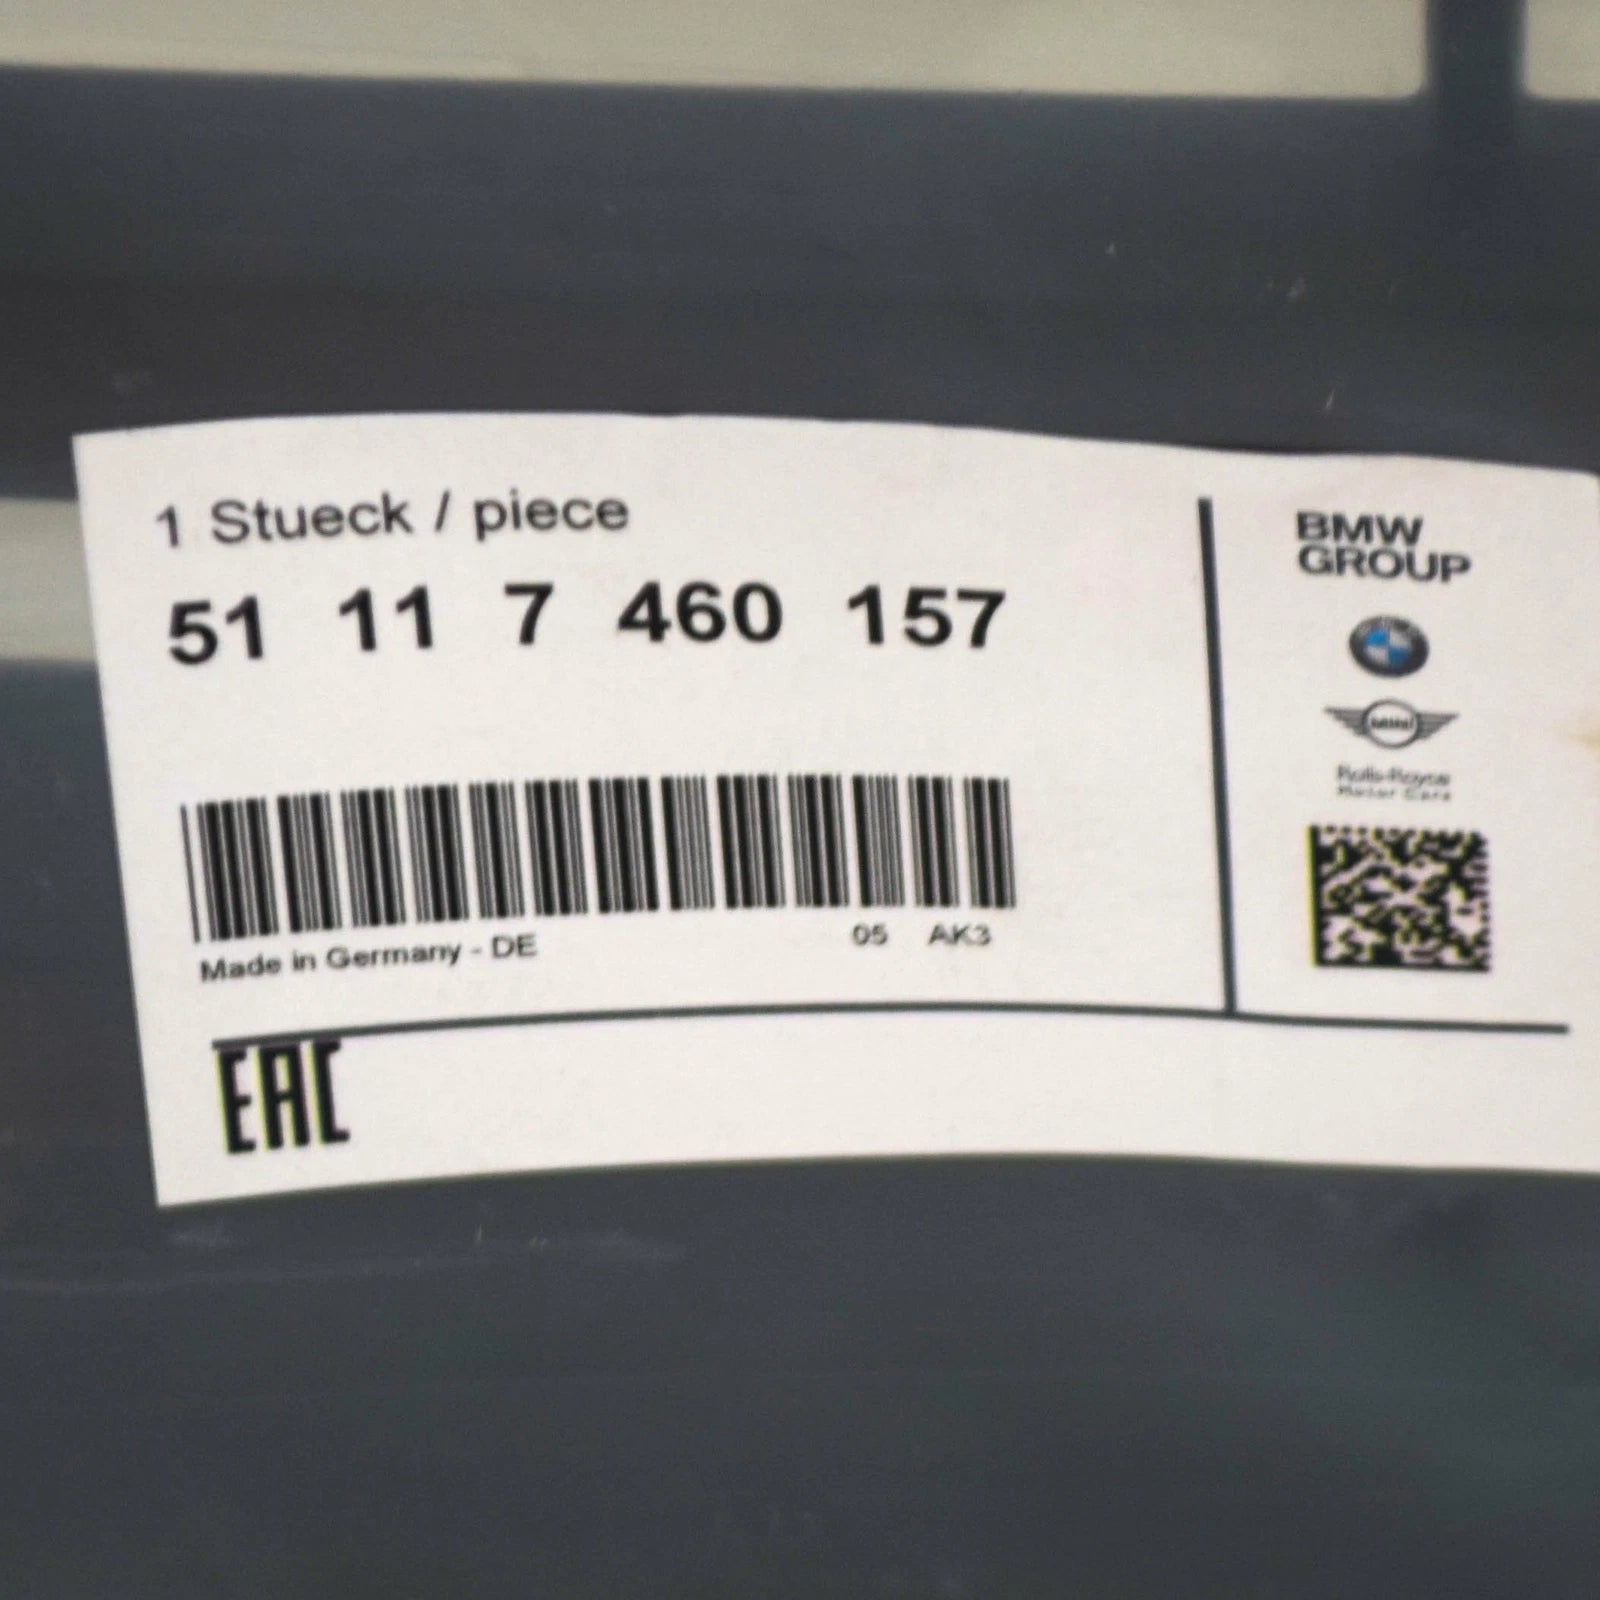 1 Stueck / piece
51 11 7 460 157
Made in Germany - DE
05 AK3
EAC
BMW
GROUP
MINI
Rolls-Royce
Motor Cars